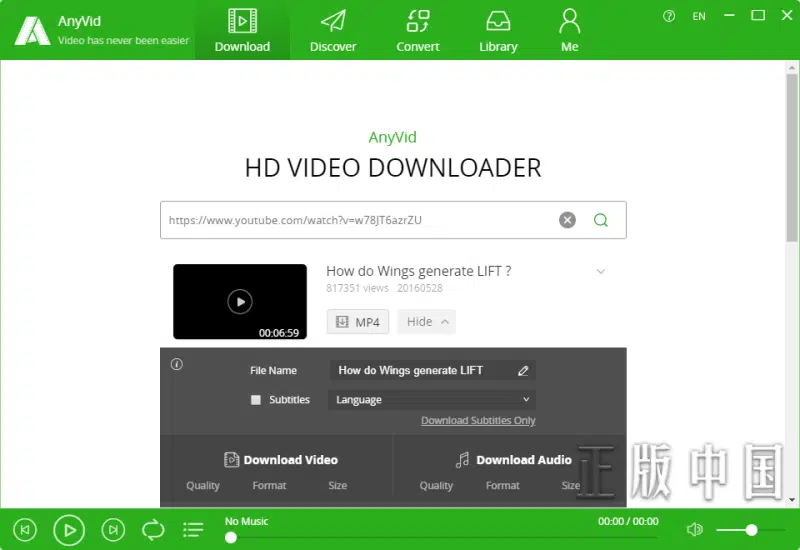 AnyVid
Video has never been easier
Download
Discover
Convert
Library
Me
EN
AnyVid
HD VIDEO DOWNLOADER
https://www.youtube.com/watch?v=w78JT6azrZU
How do Wings generate LIFT ?
817351 views 20160528
00:06:59
MP4
Hide
File Name
How do Wings generate LIFT
Subtitles
Language
Download Subtitles Only
Download Video
Download Audio
Quality Format Size
Quality Format Size
正版中国
No Music
00:00 / 00:00